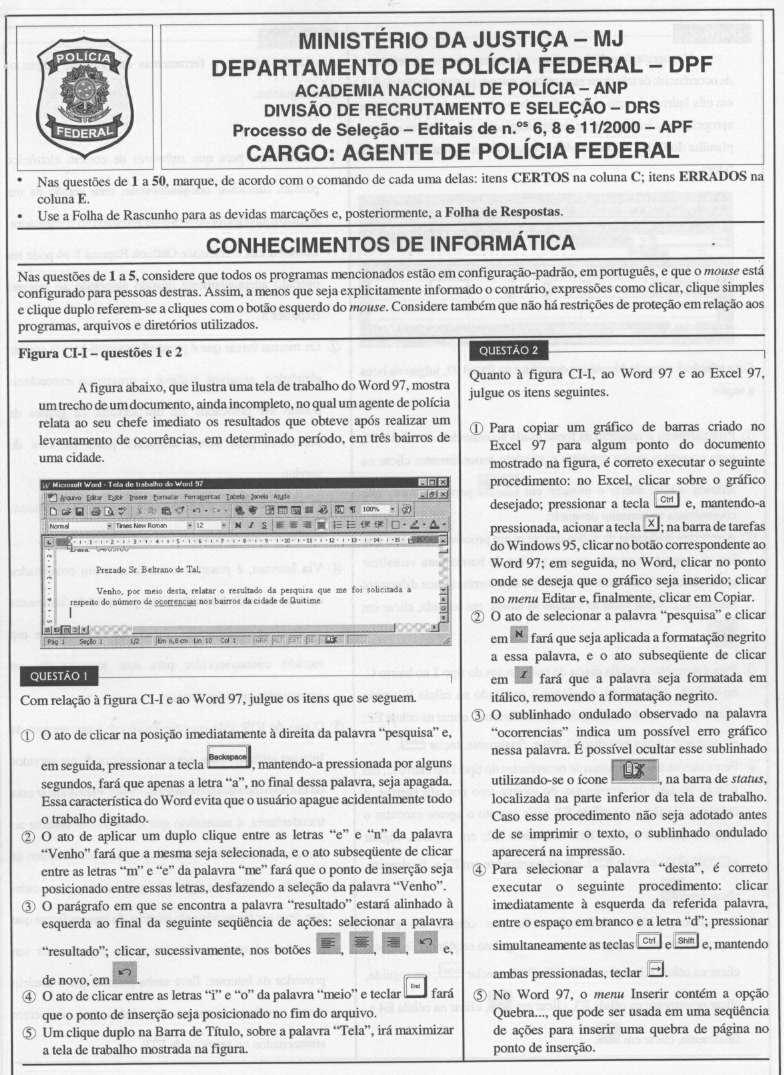 POLÍCIA
FEDERAL
MINISTÉRIO DA JUSTIÇA – MJ
DEPARTAMENTO DE POLÍCIA FEDERAL – DPF
ACADEMIA NACIONAL DE POLÍCIA – ANP
DIVISÃO DE RECRUTAMENTO E SELEÇÃO – DRS
Processo de Seleção – Editais de n.ºs 6, 8 e 11/2000 – APF
CARGO: AGENTE DE POLÍCIA FEDERAL
• Nas questões de 1 a 50, marque, de acordo com o comando de cada uma delas: itens CERTOS na coluna C; itens ERRADOS na
coluna E.
• Use a Folha de Rascunho para as devidas marcações e, posteriormente, a Folha de Respostas.
CONHECIMENTOS DE INFORMÁTICA
Nas questões de 1 a 5, considere que todos os programas mencionados estão em configuração-padrão, em português, e que o mouse está
configurado para pessoas destras. Assim, a menos que seja explicitamente informado o contrário, expressões como clicar, clique simples
e clique duplo referem-se a cliques com o botão esquerdo do mouse. Considere também que não há restrições de proteção em relação aos
programas, arquivos e diretórios utilizados.
Figura CI-I – questões 1 e 2
A figura abaixo, que ilustra uma tela de trabalho do Word 97, mostra
um trecho de um documento, ainda incompleto, no qual um agente de polícia
relata ao seu chefe imediato os resultados que obteve após realizar um
levantamento de ocorrências, em determinado período, em três bairros de
uma cidade.
Microsoft Word - Tela de trabalho do Word 97
Arquivo Editar Exibir Inserir Formatar Ferramentas Tabela Janela Ajuda
100%
Normal Times New Roman 12 N I S
Prezado Sr. Beltrano de Tal,
Venho, por meio desta, relatar o resultado da pesquisa que me foi solicitada a
respeito do número de ocorrencias nos bairros da cidade de Quitime.
Pág 1 Seção 1 1/2 Em 6,8 cm Lin 10 Col 1 GRA ALT EST SE
QUESTÃO 1
Com relação à figura CI-I e ao Word 97, julgue os itens que se seguem.
① O ato de clicar na posição imediatamente à direita da palavra "pesquisa" e,
em seguida, pressionar a tecla Backspace, mantendo-a pressionada por alguns
segundos, fará que apenas a letra "a", no final dessa palavra, seja apagada.
Essa característica do Word evita que o usuário apague acidentalmente todo
o trabalho digitado.
② O ato de aplicar um duplo clique entre as letras "e" e "n" da palavra
"Venho" fará que a mesma seja selecionada, e o ato subseqüente de clicar
entre as letras "m" e "e" da palavra "me" fará que o ponto de inserção seja
posicionado entre essas letras, desfazendo a seleção da palavra "Venho".
③ O parágrafo em que se encontra a palavra "resultado" estará alinhado à
esquerda ao final da seguinte seqüência de ações: selecionar a palavra
"resultado"; clicar, sucessivamente, nos botões , , , e,
de novo, em .
④ O ato de clicar entre as letras "i" e "o" da palavra "meio" e teclar End fará
que o ponto de inserção seja posicionado no fim do arquivo.
⑤ Um clique duplo na Barra de Título, sobre a palavra "Tela", irá maximizar
a tela de trabalho mostrada na figura.
QUESTÃO 2
Quanto à figura CI-I, ao Word 97 e ao Excel 97,
julgue os itens seguintes.
① Para copiar um gráfico de barras criado no
Excel 97 para algum ponto do documento
mostrado na figura, é correto executar o seguinte
procedimento: no Excel, clicar sobre o gráfico
desejado; pressionar a tecla Ctrl e, mantendo-a
pressionada, acionar a tecla X; na barra de tarefas
do Windows 95, clicar no botão correspondente ao
Word 97; em seguida, no Word, clicar no ponto
onde se deseja que o gráfico seja inserido; clicar
no menu Editar e, finalmente, clicar em Copiar.
② O ato de selecionar a palavra "pesquisa" e clicar
em N fará que seja aplicada a formatação negrito
a essa palavra, e o ato subseqüente de clicar
em I fará que a palavra seja formatada em
itálico, removendo a formatação negrito.
③ O sublinhado ondulado observado na palavra
"ocorrencias" indica um possível erro gráfico
nessa palavra. É possível ocultar esse sublinhado
utilizando-se o ícone , na barra de status,
localizada na parte inferior da tela de trabalho.
Caso esse procedimento não seja adotado antes
de se imprimir o texto, o sublinhado ondulado
aparecerá na impressão.
④ Para selecionar a palavra "desta", é correto
executar o seguinte procedimento: clicar
imediatamente à esquerda da referida palavra,
entre o espaço em branco e a letra "d"; pressionar
simultaneamente as teclas Ctrl e Shift e, mantendo
ambas pressionadas, teclar →.
⑤ No Word 97, o menu Inserir contém a opção
Quebra..., que pode ser usada em uma seqüência
de ações para inserir uma quebra de página no
ponto de inserção.